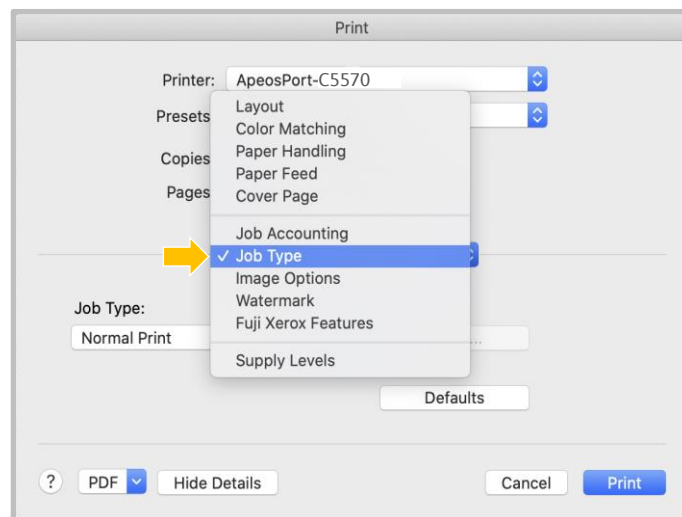 Print
Printer: ApeosPort-C5570
Presets
Copies
Pages
Layout
Color Matching
Paper Handling
Paper Feed
Cover Page
Job Accounting
✓ Job Type
Image Options
Watermark
Fuji Xerox Features
Supply Levels
Job Type:
Normal Print
...
Defaults
? PDF Hide Details Cancel Print